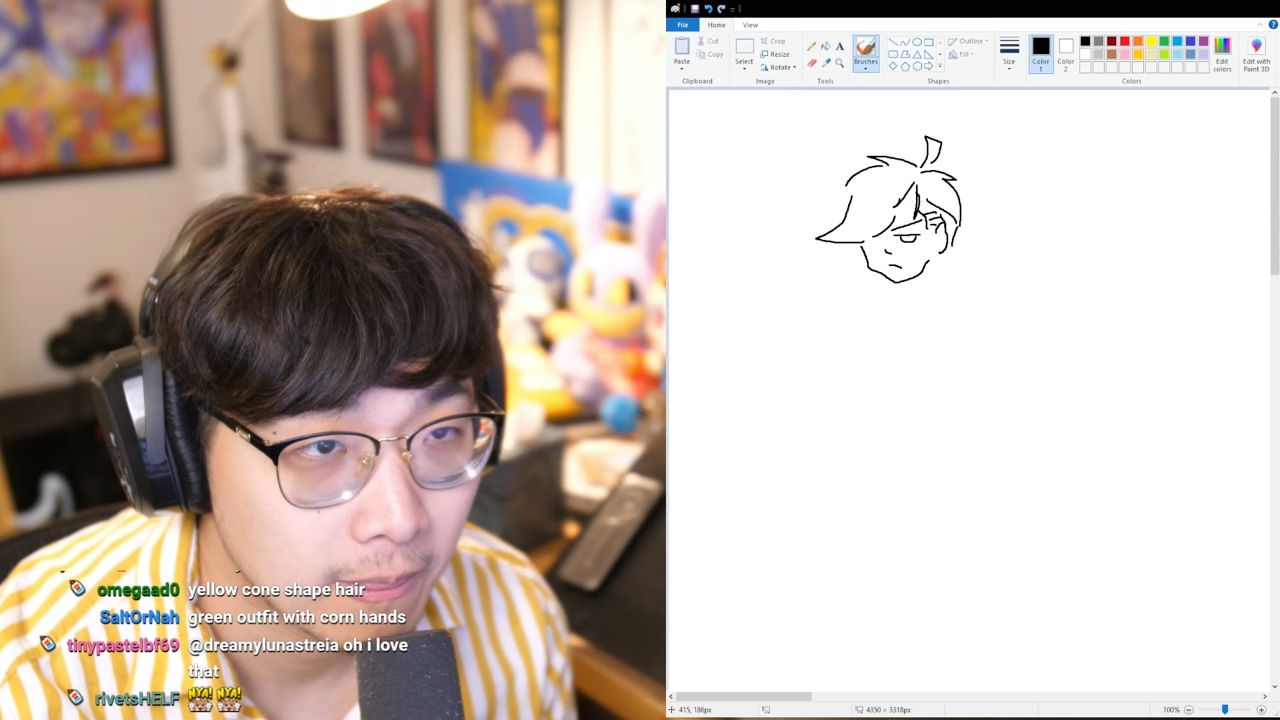 File
Home
View
Paste
Cut
Copy
Clipboard
Select
Crop
Resize
Rotate
Image
Tools
Brushes
Shapes
Outline
Fill
Size
Color 1
Color 2
Colors
Edit colors
Edit with Paint 3D
omegaad0 yellow cone shape hair
SaltOrNah green outfit with corn hands
tinypastelbf69 @dreamylunastreia oh i love
that
rivetsHELF NYA! NYA!
415, 186px
4350 × 3318px
100%